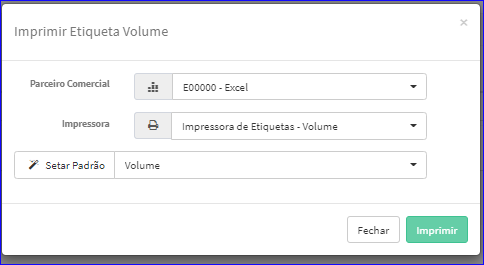 Imprimir Etiqueta Volume
×
Parceiro Comercial
E00000 - Excel
Impressora
Impressora de Etiquetas - Volume
Setar Padrão
Volume
Fechar
Imprimir